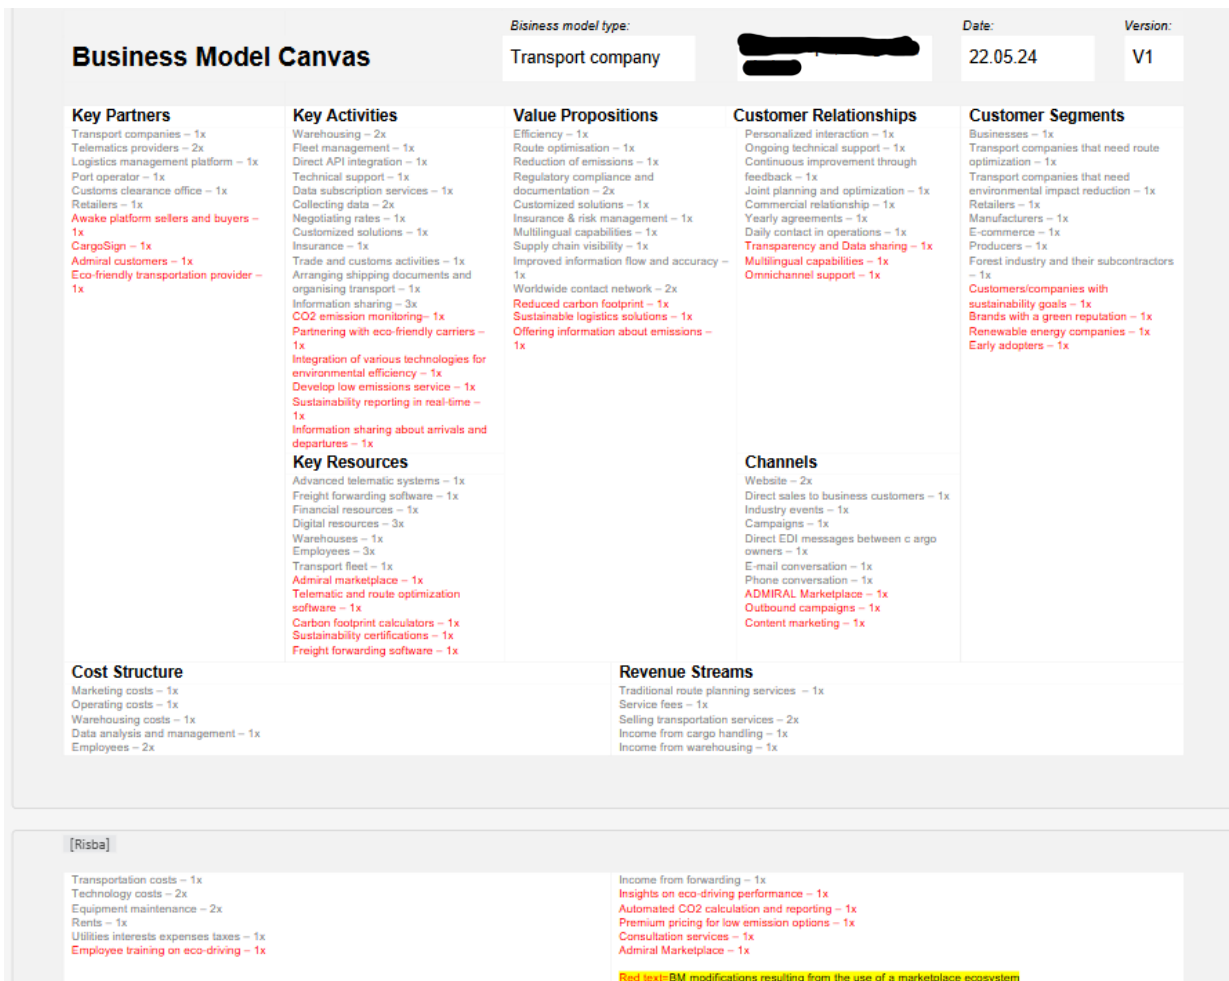 Bisiness model type:
Date:
Version:
Business Model Canvas
Transport company
22.05.24
V1
Key Partners
Transport companies – 1x
Telematics providers – 2x
Logistics management platform – 1x
Port operator – 1x
Customs clearance office – 1x
Retailers – 1x
Awake platform sellers and buyers –
1x
CargoSign – 1x
Admiral customers – 1x
Eco-friendly transportation provider –
1x
Key Activities
Warehousing – 2x
Fleet management – 1x
Direct API integration – 1x
Technical support – 1x
Data subscription services – 1x
Collecting data – 2x
Negotiating rates – 1x
Customized solutions – 1x
Insurance – 1x
Trade and customs activities – 1x
Arranging shipping documents and
organising transport – 1x
Information sharing – 3x
CO2 emission monitoring– 1x
Partnering with eco-friendly carriers –
1x
Integration of various technologies for
environmental efficiency – 1x
Develop low emissions service – 1x
Sustainability reporting in real-time –
1x
Information sharing about arrivals and
departures – 1x
Key Resources
Advanced telematic systems – 1x
Freight forwarding software – 1x
Financial resources – 1x
Digital resources – 3x
Warehouses – 1x
Employees – 3x
Transport fleet – 1x
Admiral marketplace – 1x
Telematic and route optimization
software – 1x
Carbon footprint calculators – 1x
Sustainability certifications – 1x
Freight forwarding software – 1x
Value Propositions
Efficiency – 1x
Route optimisation – 1x
Reduction of emissions – 1x
Regulatory compliance and
documentation – 2x
Customized solutions – 1x
Insurance & risk management – 1x
Multilingual capabilities – 1x
Supply chain visibility – 1x
Improved information flow and accuracy –
1x
Worldwide contact network – 2x
Reduced carbon footprint – 1x
Sustainable logistics solutions – 1x
Offering information about emissions –
1x
Customer Relationships
Personalized interaction – 1x
Ongoing technical support – 1x
Continuous improvement through
feedback – 1x
Joint planning and optimization – 1x
Commercial relationship – 1x
Yearly agreements – 1x
Daily contact in operations – 1x
Transparency and Data sharing – 1x
Multilingual capabilities – 1x
Omnichannel support – 1x
Channels
Website – 2x
Direct sales to business customers – 1x
Industry events – 1x
Campaigns – 1x
Direct EDI messages between c argo
owners – 1x
E-mail conversation – 1x
Phone conversation – 1x
ADMIRAL Marketplace – 1x
Outbound campaigns – 1x
Content marketing – 1x
Customer Segments
Businesses – 1x
Transport companies that need route
optimization – 1x
Transport companies that need
environmental impact reduction – 1x
Retailers – 1x
Manufacturers – 1x
E-commerce – 1x
Producers – 1x
Forest industry and their subcontractors
– 1x
Customers/companies with
sustainability goals – 1x
Brands with a green reputation – 1x
Renewable energy companies – 1x
Early adopters – 1x
Cost Structure
Marketing costs – 1x
Operating costs – 1x
Warehousing costs – 1x
Data analysis and management – 1x
Employees – 2x
Revenue Streams
Traditional route planning services – 1x
Service fees – 1x
Selling transportation services – 2x
Income from cargo handling – 1x
Income from warehousing – 1x
[Risba]
Transportation costs – 1x
Technology costs – 2x
Equipment maintenance – 2x
Rents – 1x
Utilities interests expenses taxes – 1x
Employee training on eco-driving – 1x
Income from forwarding – 1x
Insights on eco-driving performance – 1x
Automated CO2 calculation and reporting – 1x
Premium pricing for low emission options – 1x
Consultation services – 1x
Admiral Marketplace – 1x
Red text=BM modifications resulting from the use of a marketplace ecosystem